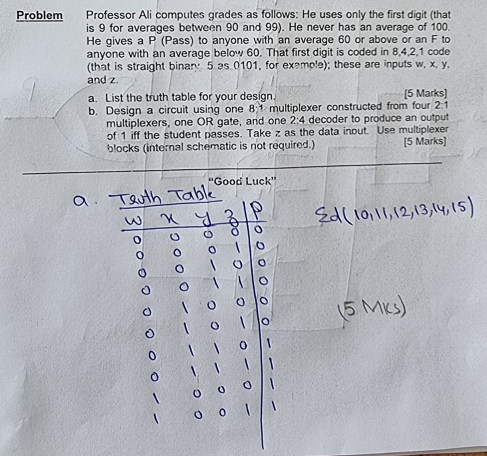 Problem Professor Ali computes grades as follows: He uses only the first digit (that
is 9 for averages between 90 and 99). He never has an average of 100.
He gives a P (Pass) to anyone with an average 60 or above or an F to
anyone with an average below 60. That first digit is coded in 8,4,2,1 code
(that is straight binary 5 as 0101, for example); these are inputs w, x, y,
and z.
a. List the truth table for your design. [5 Marks]
b. Design a circuit using one 8:1 multiplexer constructed from four 2:1
multiplexers, one OR gate, and one 2:4 decoder to produce an output
of 1 iff the student passes. Take z as the data input. Use multiplexer
blocks (internal schematic is not required.) [5 Marks]
"Good Luck"
a. Truth Table
w x y z P
Σd(10,11,12,13,14,15)
0 0 0 0 0
0 0 0 1 0
0 0 1 0 0
0 0 1 1 0
0 1 0 0 0
0 1 0 1 0
0 1 1 0 1
0 1 1 1 1
1 0 0 0 1
1 0 0 1 1
(5 Mks)